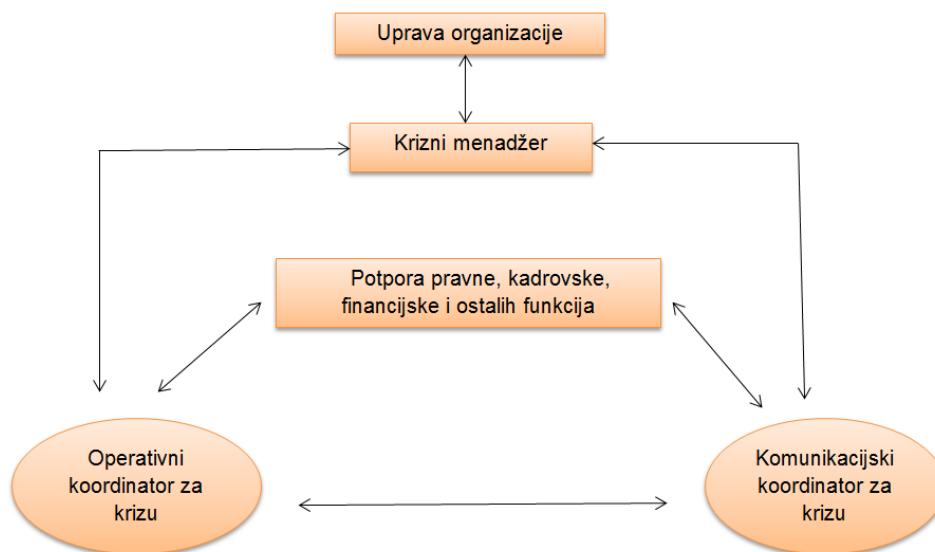 Uprava organizacije
Krizni menadžer
Potpora pravne, kadrovske,
financijske i ostalih funkcija
Operativni
koordinator za
krizu
Komunikacijski
koordinator za
krizu